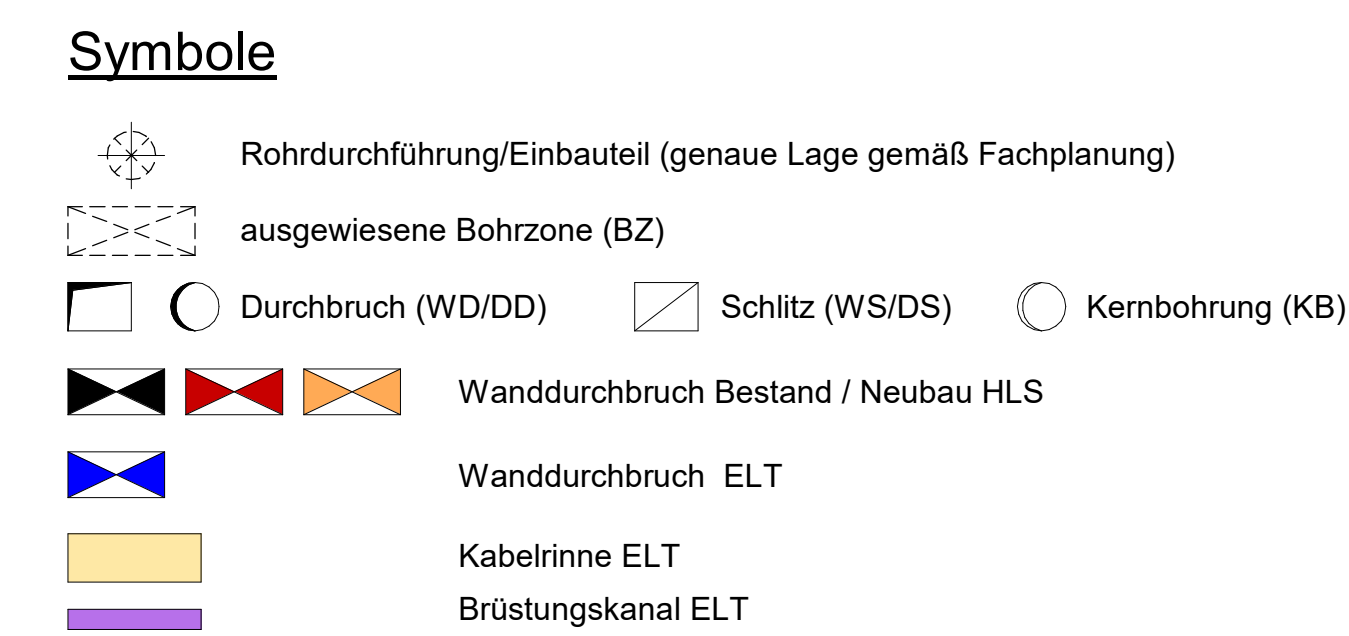 Symbole
Rohrdurchführung/Einbauteil (genaue Lage gemäß Fachplanung)
ausgewiesene Bohrzone (BZ)
Durchbruch (WD/DD) Schlitz (WS/DS) Kernbohrung (KB)
Wanddurchbruch Bestand / Neubau HLS
Wanddurchbruch ELT
Kabelrinne ELT
Brüstungskanal ELT